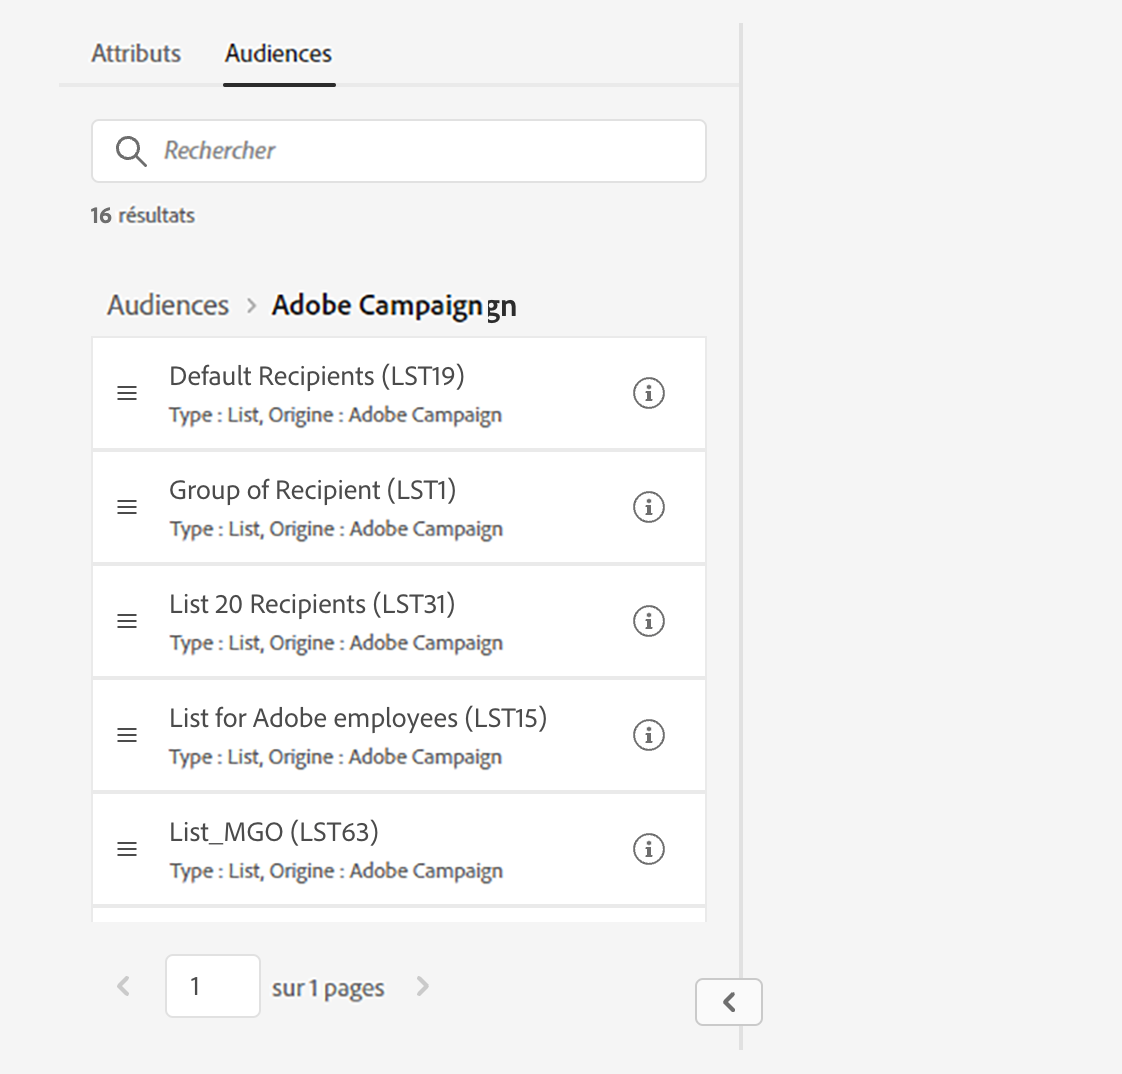 Attributs Audiences
Rechercher
16 résultats
Audiences > Adobe Campaigngn
Default Recipients (LST19)
Type : List, Origine : Adobe Campaign
Group of Recipient (LST1)
Type : List, Origine : Adobe Campaign
List 20 Recipients (LST31)
Type : List, Origine : Adobe Campaign
List for Adobe employees (LST15)
Type : List, Origine : Adobe Campaign
List_MGO (LST63)
Type : List, Origine : Adobe Campaign
1 sur 1 pages